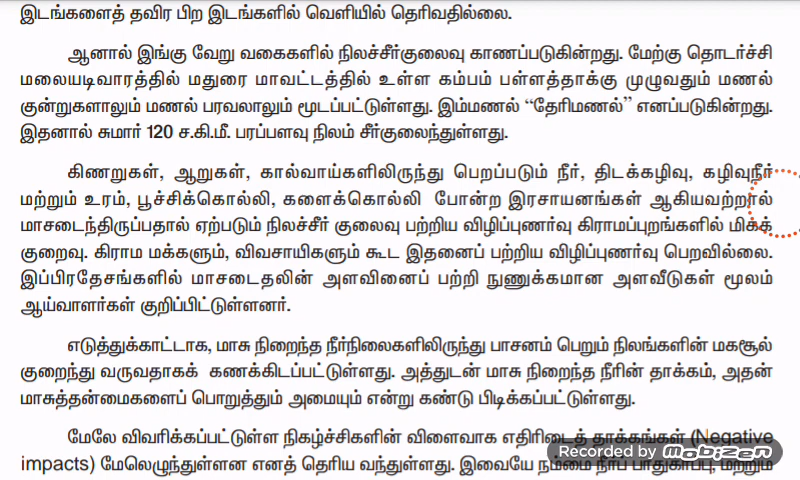 இடங்களைத் தவிர பிற இடங்களில் வெளியில் தெரிவதில்லை.
ஆனால் இங்கு வேறு வகைகளில் நிலச்சீர்குலைவு காணப்படுகின்றது. மேற்கு தொடர்ச்சி
மலையடிவாரத்தில் மதுரை மாவட்டத்தில் உள்ள கம்பம் பள்ளத்தாக்கு முழுவதும் மணல்
குன்றுகளாலும் மணல் பரவலாலும் மூடப்பட்டுள்ளது. இம்மணல் “தேரிமணல்” எனப்படுகின்றது.
இதனால் சுமார் 120 ச.கி.மீ. பரப்பளவு நிலம் சீர்குலைந்துள்ளது.
கிணறுகள், ஆறுகள், கால்வாய்களிலிருந்து பெறப்படும் நீர், திடக்கழிவு, கழிவுநீர்
மற்றும் உரம், பூச்சிக்கொல்லி, களைக்கொல்லி போன்ற இரசாயனங்கள் ஆகியவற்றால்
மாசடைந்திருப்பதால் ஏற்படும் நிலச்சீர் குலைவு பற்றிய விழிப்புணர்வு கிராமப்புறங்களில் மிகக்
குறைவு. கிராம மக்களும், விவசாயிகளும் கூட இதனைப் பற்றிய விழிப்புணர்வு பெறவில்லை.
இப்பிரதேசங்களில் மாசடைதலின் அளவினைப் பற்றி நுணுக்கமான அளவீடுகள் மூலம்
ஆய்வாளர்கள் குறிப்பிட்டுள்ளனர்.
எடுத்துக்காட்டாக, மாசு நிறைந்த நீர்நிலைகளிலிருந்து பாசனம் பெறும் நிலங்களின் மகசூல்
குறைந்து வருவதாகக் கணக்கிடப்பட்டுள்ளது. அத்துடன் மாசு நிறைந்த நீரின் தாக்கம், அதன்
மாசுத்தன்மைகளைப் பொறுத்தும் அமையும் என்று கண்டு பிடிக்கப்பட்டுள்ளது.
மேலே விவரிக்கப்பட்டுள்ள நிகழ்ச்சிகளின் விளைவாக எதிரிடைத் தாக்கங்கள் (Negative
impacts) மேலெழுந்துள்ளன எனத் தெரிய வந்துள்ளது. இவையே நம்மை நீர்ப் பாதுகாப்பு, மற்றும்
Recorded by mobizen